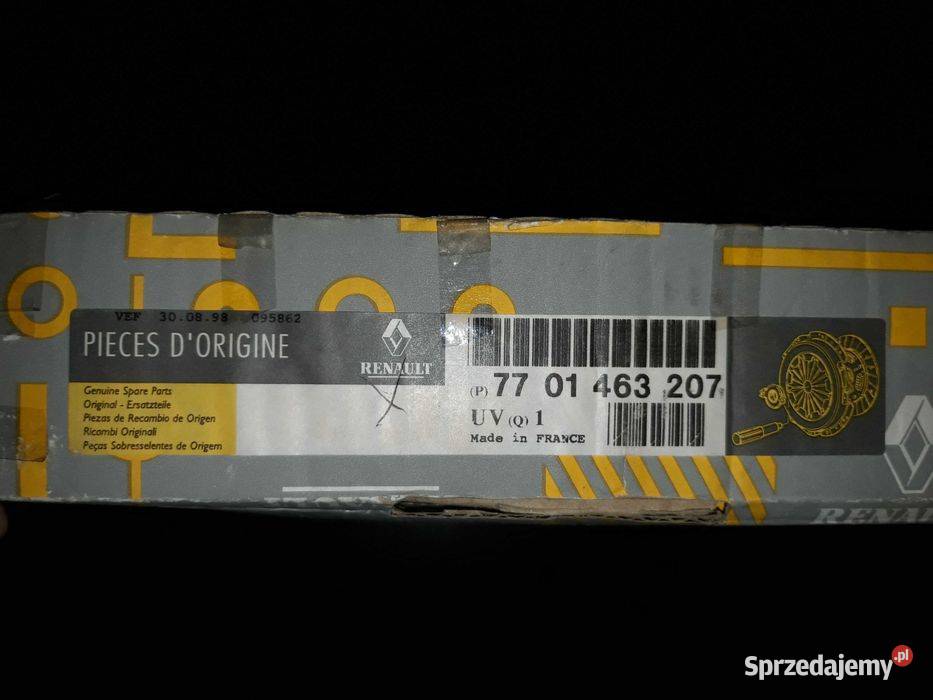 VEF 30.08.98 095862
PIECES D'ORIGINE
RENAULT
Genuine Spare Parts
Original - Ersatzteile
Piezas de Recambio de Origen
Ricambi Originali
Peças Sobresselentes de Origem
(P) 77 01 463 207
UV (Q) 1
Made in FRANCE
Sprzedajemy.pl